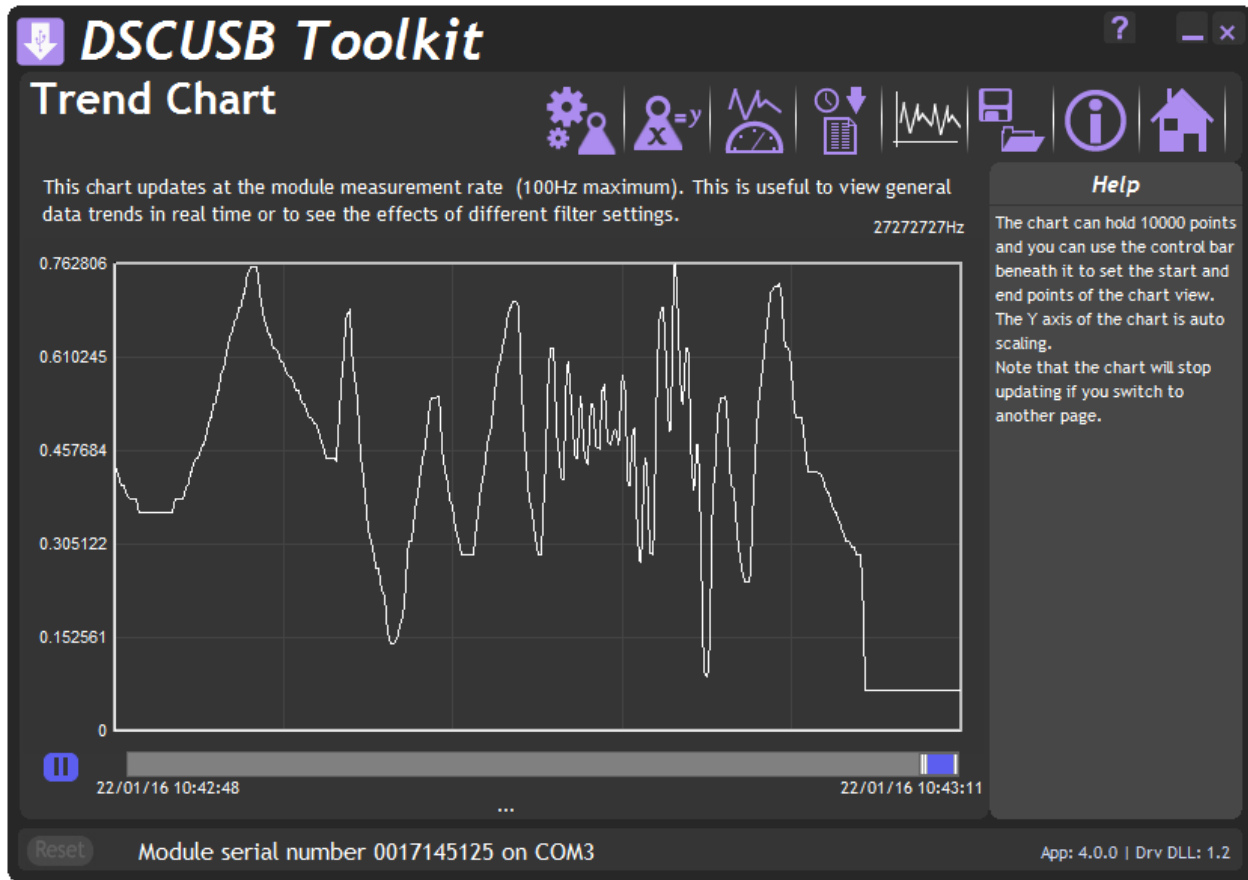 DSCUSB Toolkit
?
Trend Chart
x
=y
This chart updates at the module measurement rate  (100Hz maximum). This is useful to view general
data trends in real time or to see the effects of different filter settings.
27272727Hz
0.762806
0.610245
0.457684
0.305122
0.152561
0
22/01/16 10:42:48
22/01/16 10:43:11
...
Help
The chart can hold 10000 points
and you can use the control bar
beneath it to set the start and
end points of the chart view.
The Y axis of the chart is auto
scaling.
Note that the chart will stop
updating if you switch to
another page.
Reset
Module serial number 0017145125 on COM3
App: 4.0.0 | Drv DLL: 1.2